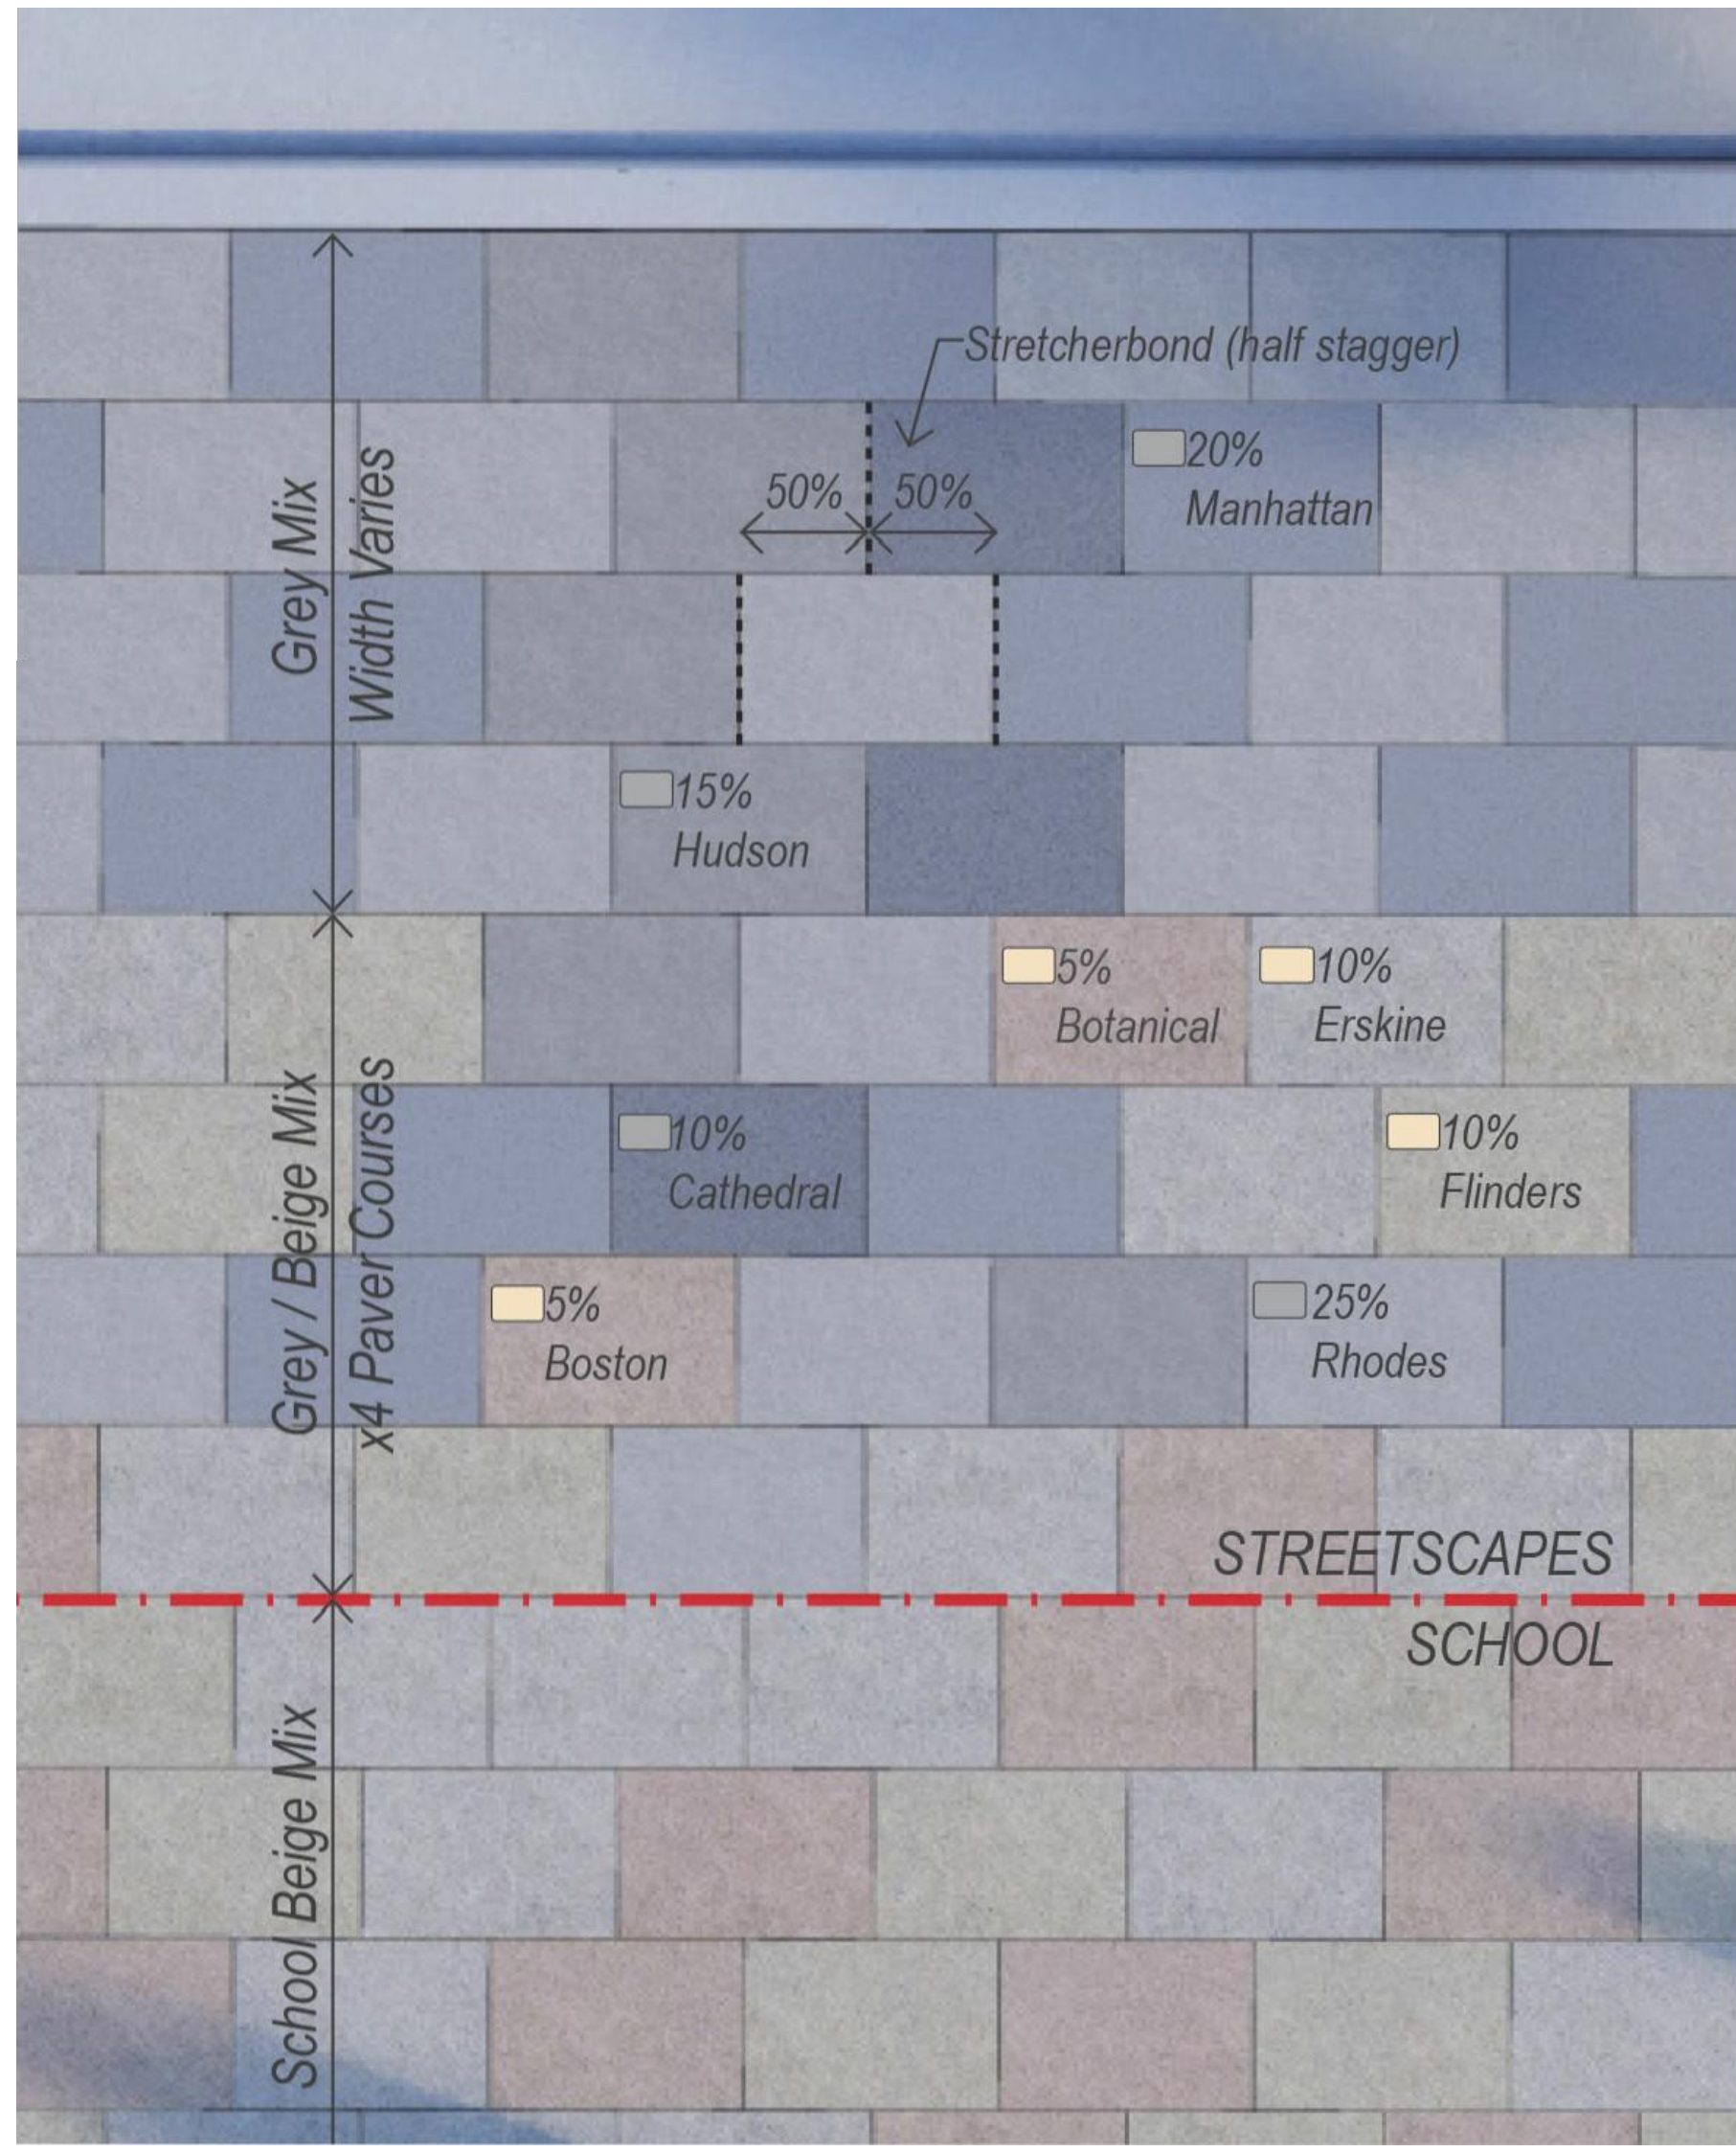 Stretcherbond (half stagger)
20%
Manhattan
50%
50%
Grey Mix
Width Varies
15%
Hudson
5%
Botanical
10%
Erskine
10%
Cathedral
10%
Flinders
Grey / Beige Mix
x4 Paver Courses
5%
Boston
25%
Rhodes
STREETSCAPES
SCHOOL
School Beige Mix